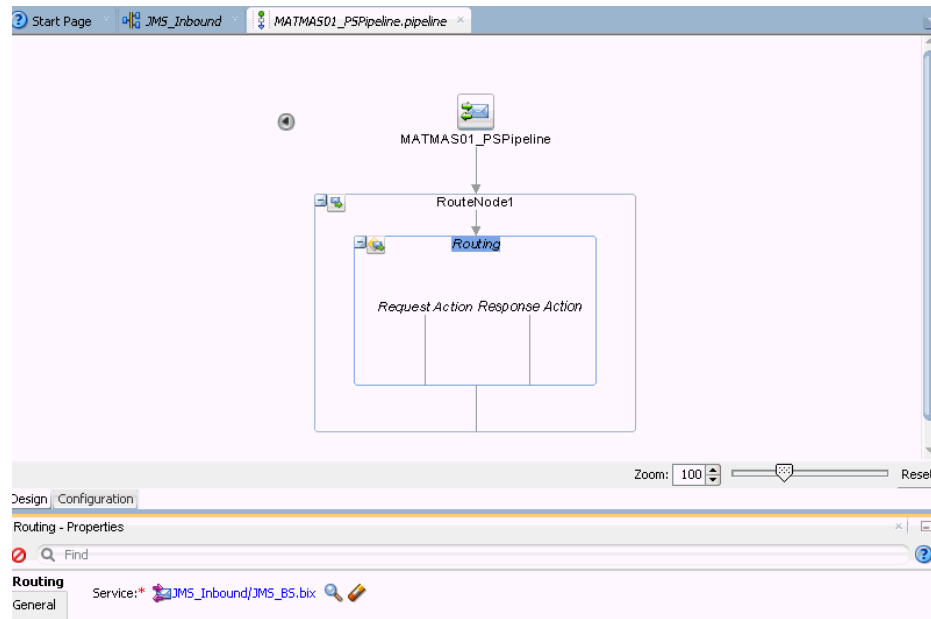 Start Page JMS_Inbound MATMAS01_PSPipeline.pipeline
MATMAS01_PSPipeline
RouteNode1
Routing
Request Action Response Action
Zoom: 100 Reset
Design Configuration
Routing - Properties
Find
Routing
General
Service:* JMS_Inbound/JMS_BS.bix